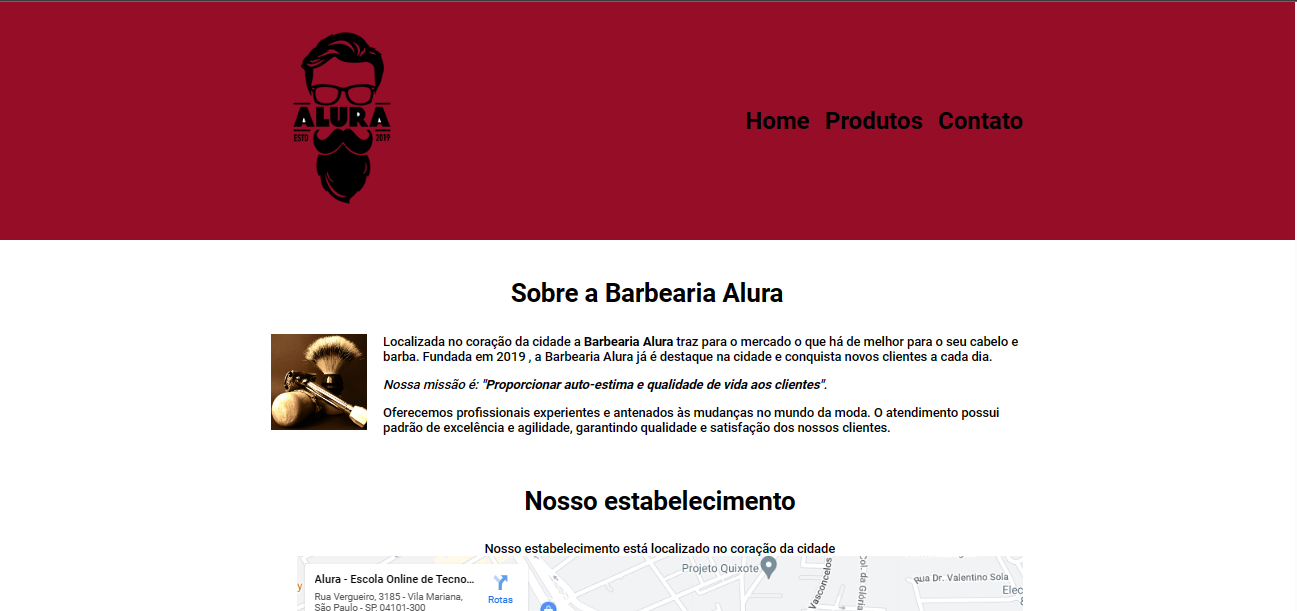 ALURA
ESTD 2019
Home Produtos Contato
Sobre a Barbearia Alura
Localizada no coração da cidade a Barbearia Alura traz para o mercado o que há de melhor para o seu cabelo e
barba. Fundada em 2019 , a Barbearia Alura já é destaque na cidade e conquista novos clientes a cada dia.
Nossa missão é: "Proporcionar auto-estima e qualidade de vida aos clientes".
Oferecemos profissionais experientes e antenados às mudanças no mundo da moda. O atendimento possui
padrão de excelência e agilidade, garantindo qualidade e satisfação dos nossos clientes.
Nosso estabelecimento
Nosso estabelecimento está localizado no coração da cidade
Alura - Escola Online de Tecno...
Rua Vergueiro, 3185 - Vila Mariana,
São Paulo - SP, 04101-300
Rotas
Projeto Quixote
Vasconcelos
Col. da Glória
Rua Dr. Valentino Sola
Elec